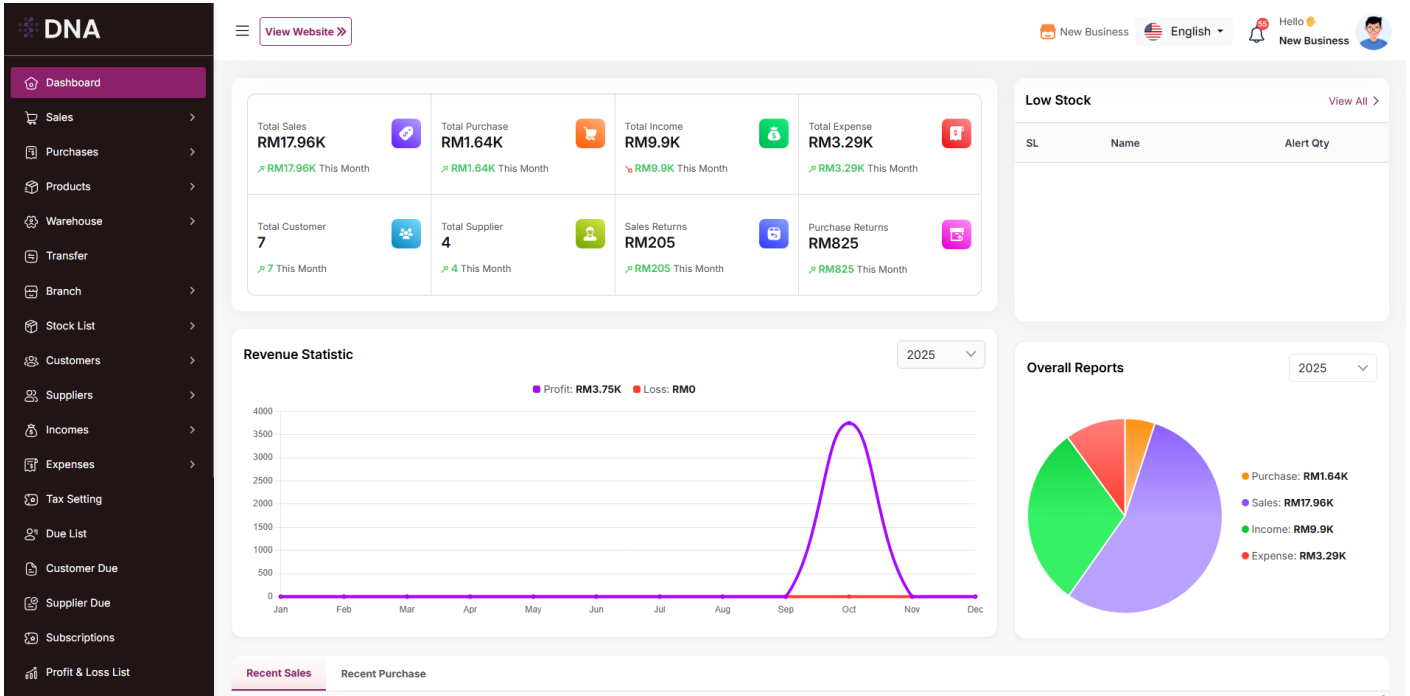 DNA
View Website
New Business
English
55
Hello
New Business
Dashboard
Sales
Purchases
Products
Warehouse
Transfer
Branch
Stock List
Customers
Suppliers
Incomes
Expenses
Tax Setting
Due List
Customer Due
Supplier Due
Subscriptions
Profit & Loss List
Total Sales
RM17.96K
RM17.96K This Month
Total Purchase
RM1.64K
RM1.64K This Month
Total Income
RM9.9K
RM9.9K This Month
Total Expense
RM3.29K
RM3.29K This Month
Total Customer
7
7 This Month
Total Supplier
4
4 This Month
Sales Returns
RM205
RM205 This Month
Purchase Returns
RM825
RM825 This Month
Low Stock
View All
SL Name Alert Qty
Revenue Statistic
2025
Profit: RM3.75K Loss: RM0
4000
3500
3000
2500
2000
1500
1000
500
0
Jan Feb Mar Apr May Jun Jul Aug Sep Oct Nov Dec
Overall Reports
2025
Purchase: RM1.64K
Sales: RM17.96K
Income: RM9.9K
Expense: RM3.29K
Recent Sales
Recent Purchase